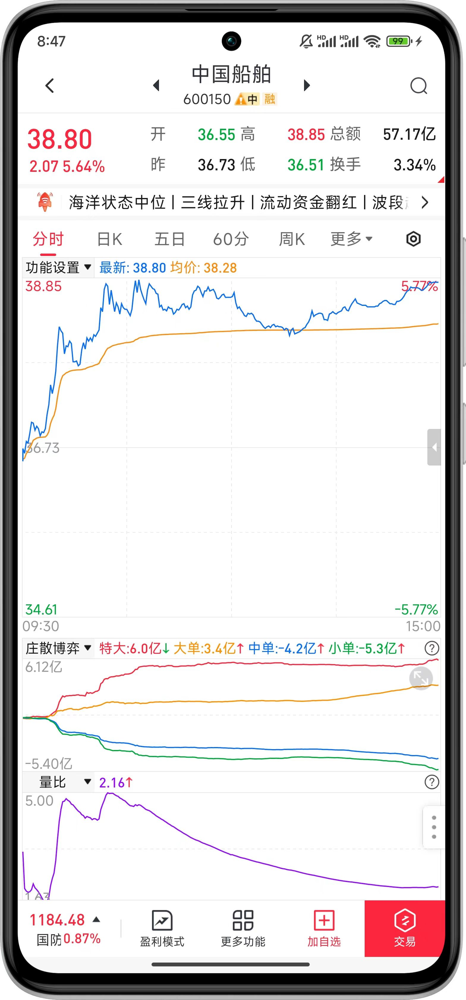 8:47 HD HD 99
中国船舶
600150 中 融
38.80 开 36.55 高 38.85 总额 57.17亿
2.07 5.64% 昨 36.73 低 36.51 换手 3.34%
海洋状态中位 | 三线拉升 | 流动资金翻红 | 波段
分时 日K 五日 60分 周K 更多
功能设置 最新: 38.80 均价: 38.28
38.85 5.77%
36.73
34.61 -5.77%
09:30 15:00
庄散博弈 特大:6.0亿↓ 大单:3.4亿↑ 中单:-4.2亿↑ 小单:-5.3亿↑ ?
6.12亿
-5.40亿
量比 2.16↑ ?
5.00
1.63
1184.48
国防 0.87%
盈利模式 更多功能 加自选 交易